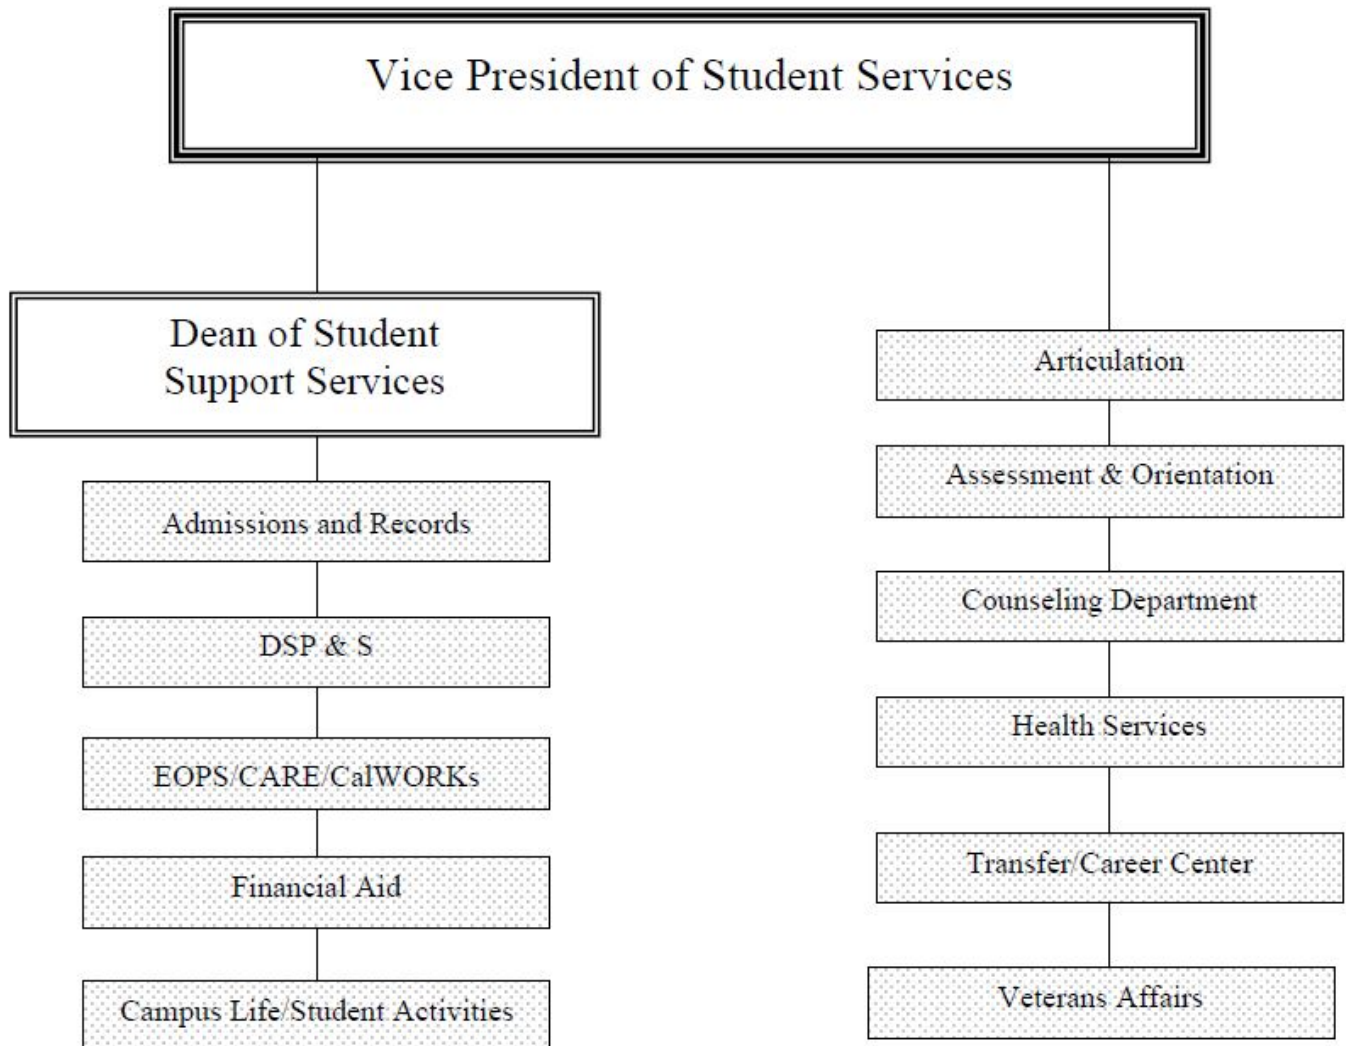 Vice President of Student Services
Dean of Student
Support Services
Admissions and Records
DSP & S
EOPS/CARE/CalWORKs
Financial Aid
Campus Life/Student Activities
Articulation
Assessment & Orientation
Counseling Department
Health Services
Transfer/Career Center
Veterans Affairs